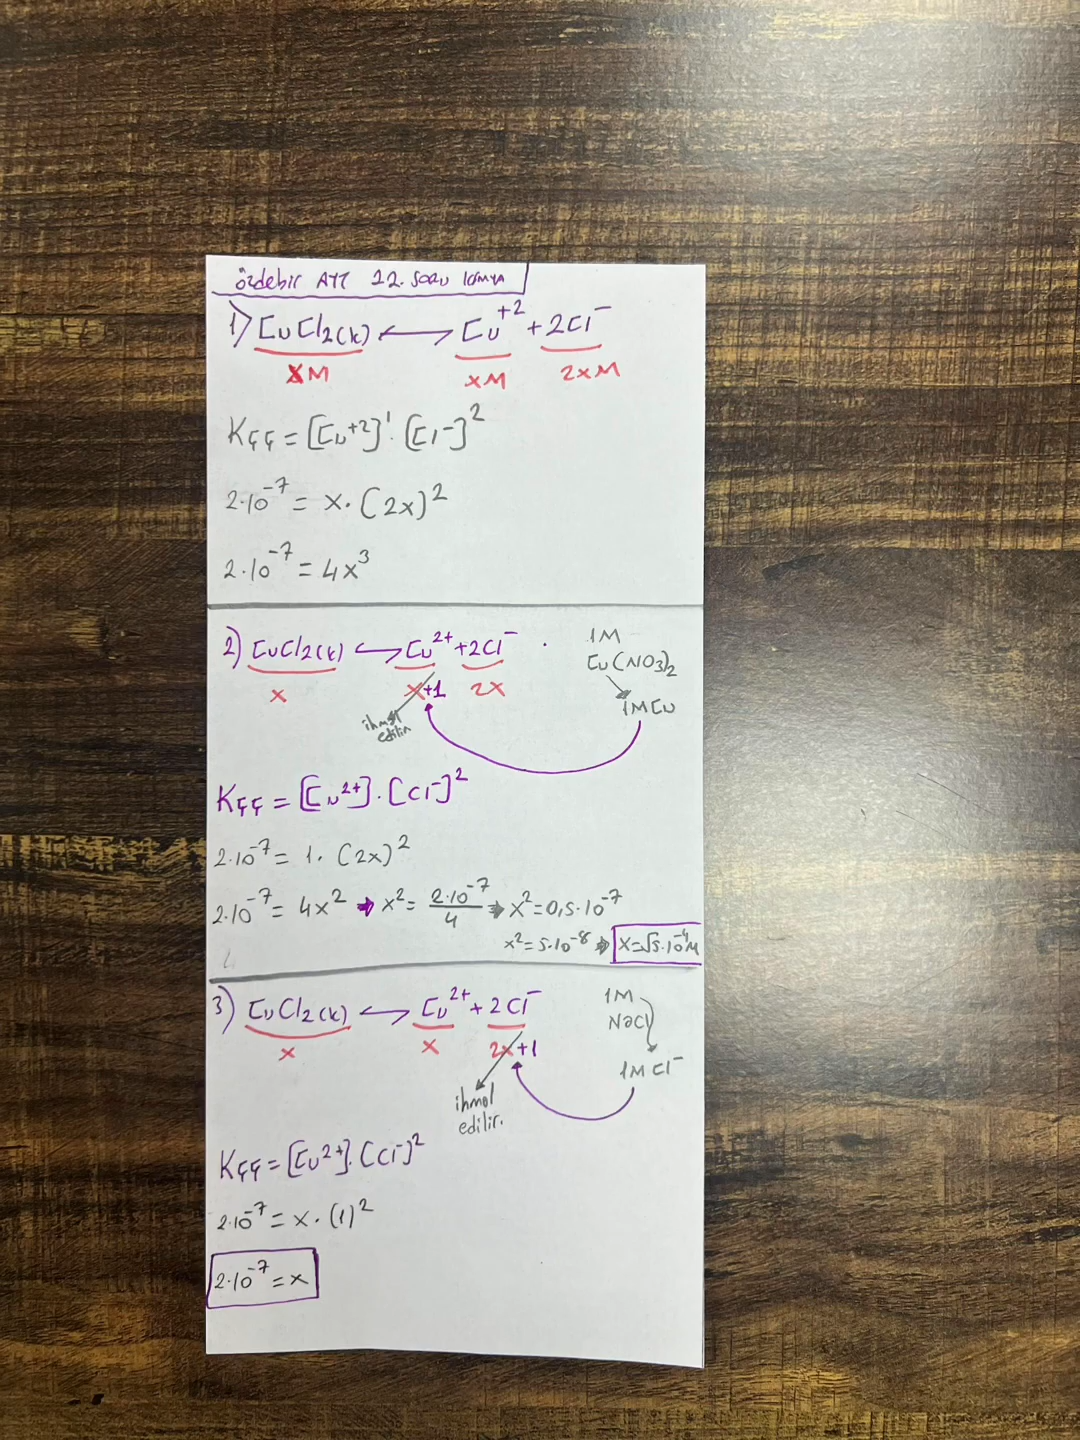 özdebir AYT 22. soru kimya
1) CuCl2(k) ⟷ Cu+2 + 2Cl-
XM xM 2xM
Kçç = [Cu+2]1 . [Cl-]2
2.10-7 = x. (2x)2
2.10-7 = 4x3
2) CuCl2(k) ⟷ Cu2+ + 2Cl-
x x+1 2x
ihmal
edilir
1M
Cu(NO3)2
1M Cu
Kçç = [Cu2+] . [Cl-]2
2.10-7 = 1. (2x)2
2.10-7 = 4x2 → x2 = 2.10-7/4 → x2 = 0,5.10-7
x2 = 5.10-8 → x=√5.10-4M
3) CuCl2(k) ⟷ Cu2+ + 2Cl-
x x 2x+1
ihmal
edilir.
1M
NaCl
1M Cl-
Kçç = [Cu2+]. [Cl-]2
2.10-7 = x . (1)2
2.10-7 = x